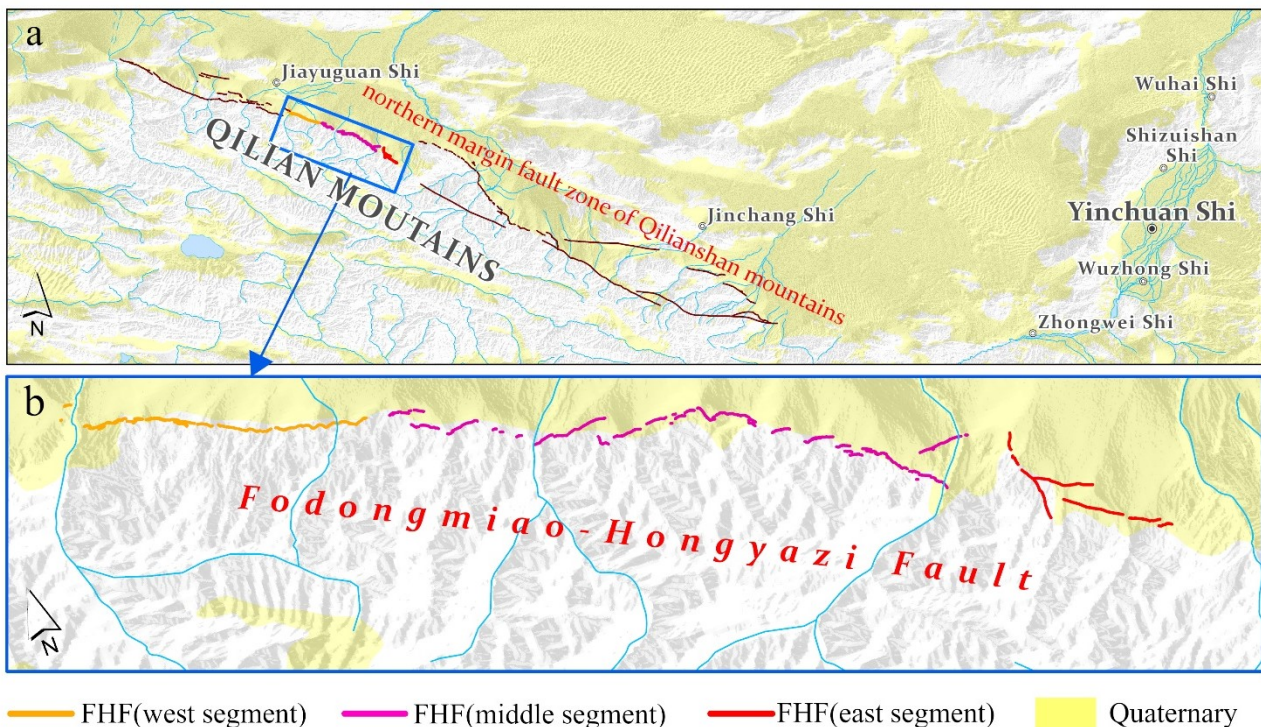 a
Jiayuguan Shi
Wuhai Shi
northern margin fault zone of Qilianshan mountains
Shizuishan
Shi
QILIAN MOUTAINS
Jinchang Shi
Yinchuan Shi
Wuzhong Shi
Zhongwei Shi
N
b
Fodongmiao-Hongyazi Fault
N
FHF(west segment)
FHF(middle segment)
FHF(east segment)
Quaternary